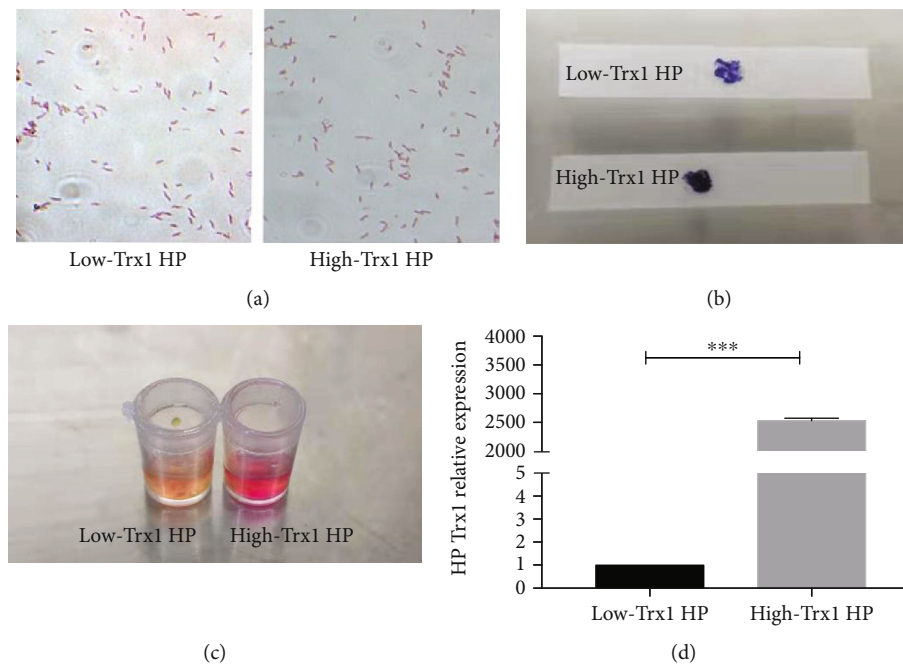 Low-Trx1 HP
High-Trx1 HP
(a)
Low-Trx1 HP
High-Trx1 HP
(b)
Low-Trx1 HP
High-Trx1 HP
(c)
HP Trx1 relative expression
4000
3500
3000
2500
2000
5
4
3
2
1
0
***
Low-Trx1 HP
High-Trx1 HP
(d)